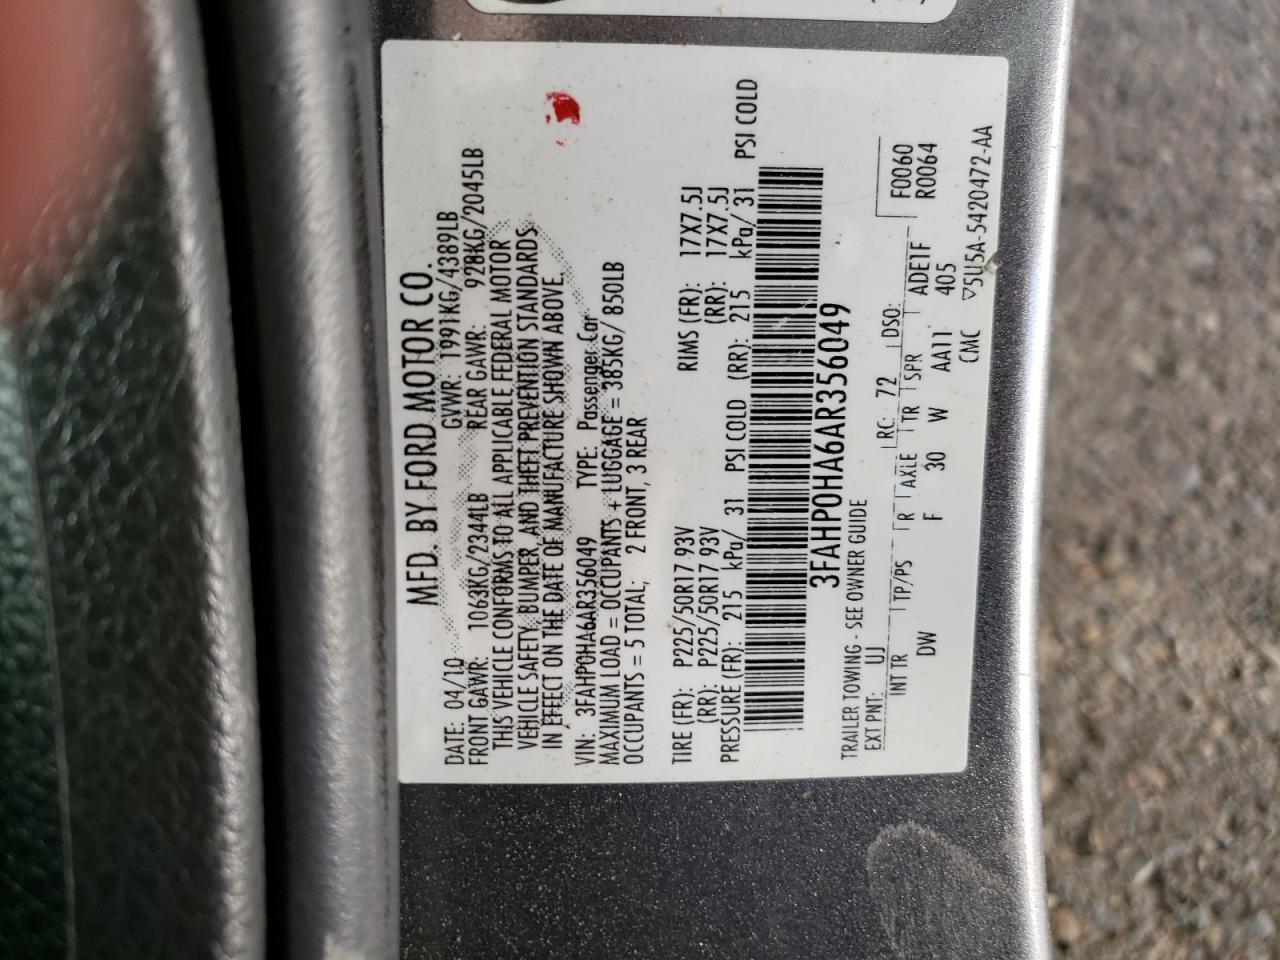 MFD. BY FORD MOTOR CO.
DATE: 04/10 GVWR: 1991KG/4389LB
FRONT GAWR: 1063KG/2344LB REAR GAWR: 928KG/2045LB
THIS VEHICLE CONFORMS TO ALL APPLICABLE FEDERAL MOTOR
VEHICLE SAFETY, BUMPER, AND THEFT PREVENTION STANDARDS
IN EFFECT ON THE DATE OF MANUFACTURE SHOWN ABOVE.
VIN: 3FAHP0HA6AR356049 TYPE: Passenger Car
MAXIMUM LOAD = OCCUPANTS + LUGGAGE = 385KG/ 850LB
OCCUPANTS = 5 TOTAL; 2 FRONT, 3 REAR
TIRE (FR): P225/50R17 93V RIMS (FR): 17X7.5J
(RR): P225/50R17 93V (RR): 17X7.5J
PRESSURE (FR): 215 kPa/ 31 PSI COLD (RR): 215 kPa/ 31 PSI COLD
3FAHP0HA6AR356049
TRAILER TOWING - SEE OWNER GUIDE
EXT PNT: UJ RC: 72 DSO: F0060
INT TR TP/PS R AXLE TR SPR ADE1F R0064
DW F 30 W AA11 405
CMC ▽5U5A-5420472-AA